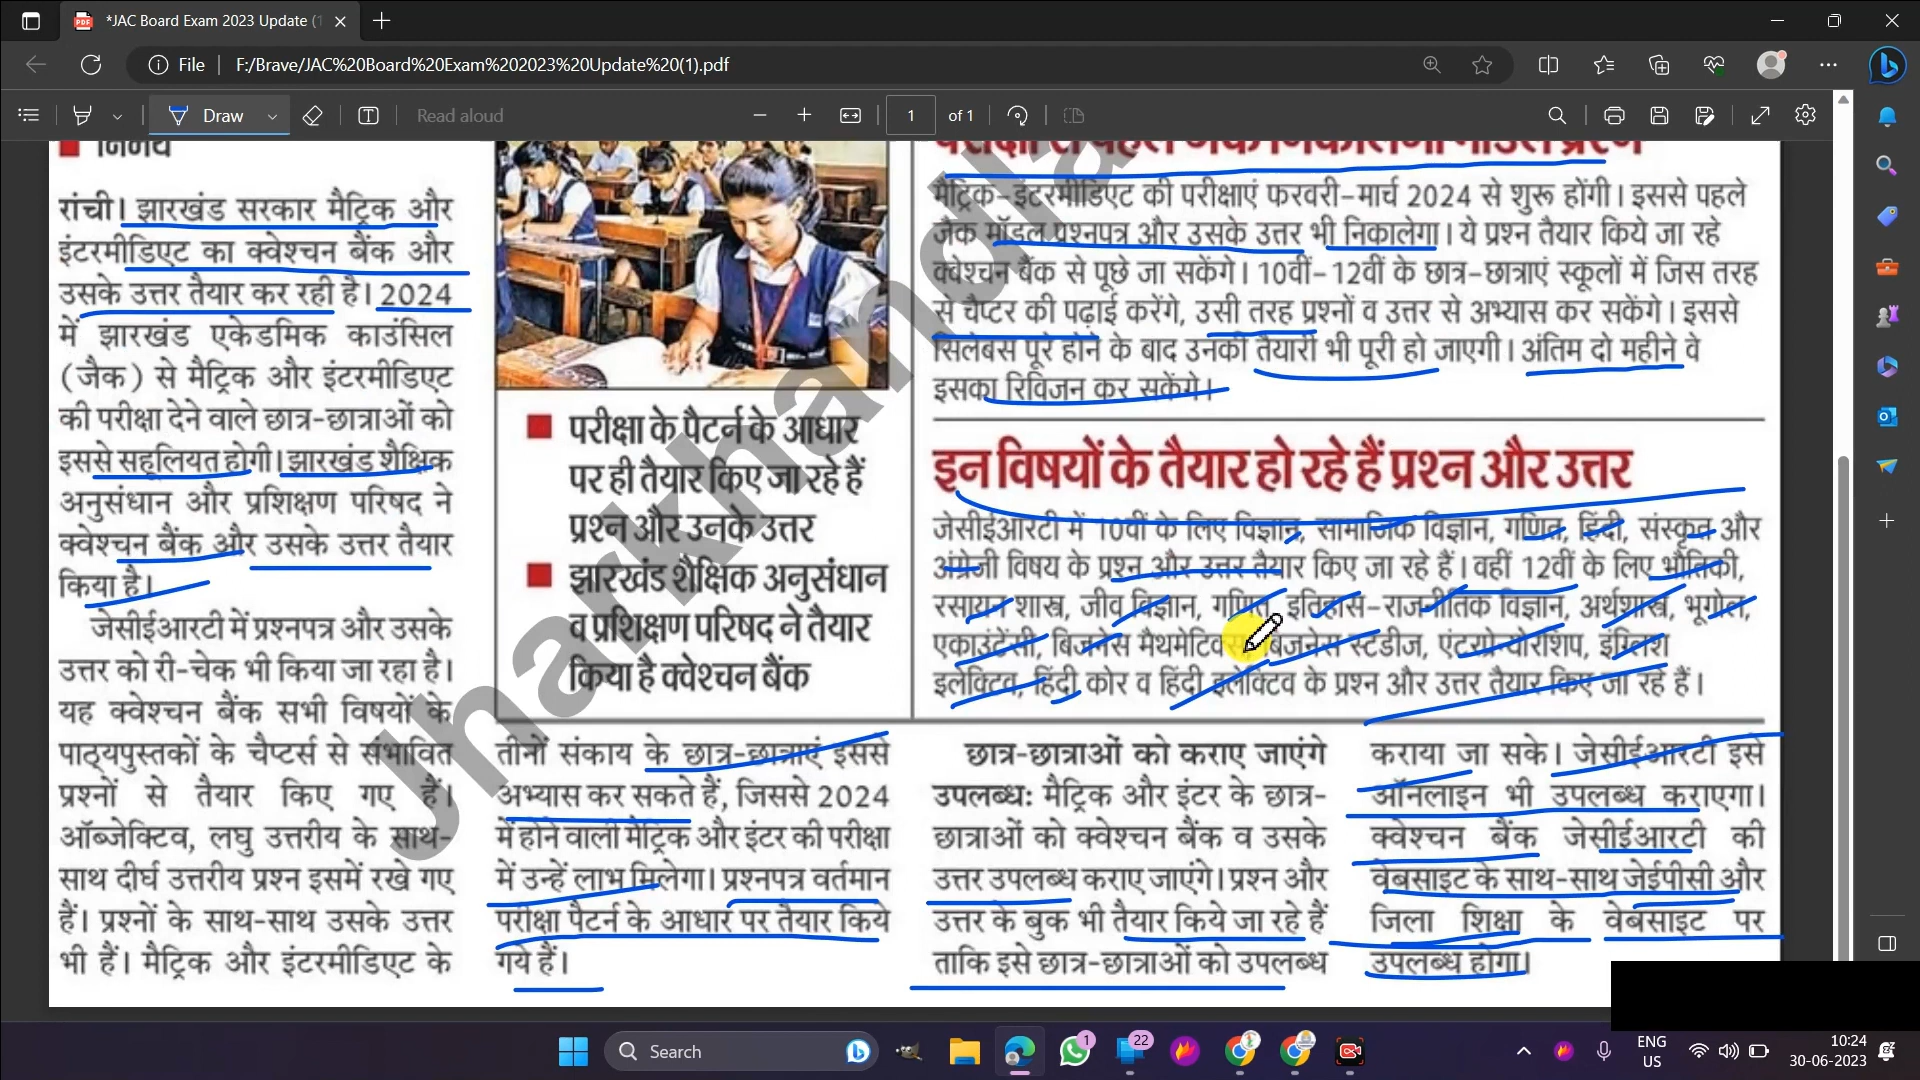 *JAC Board Exam 2023 Update (1
File
F:/Brave/JAC%20Board%20Exam%202023%20Update%20(1).pdf
Draw
Read aloud
1
of 1
निर्णय
रांची। झारखंड सरकार मैट्रिक और
इंटरमीडिएट का क्वेश्चन बैंक और
उसके उत्तर तैयार कर रही है। 2024
में झारखंड एकेडमिक काउंसिल
(जैक) से मैट्रिक और इंटरमीडिएट
की परीक्षा देने वाले छात्र-छात्राओं को
इससे सहूलियत होगी। झारखंड शैक्षिक
अनुसंधान और प्रशिक्षण परिषद ने
क्वेश्चन बैंक और उसके उत्तर तैयार
किया है।
जेसीईआरटी में प्रश्नपत्र और उसके
उत्तर को री-चेक भी किया जा रहा है।
यह क्वेश्चन बैंक सभी विषयों के
पाठ्यपुस्तकों के चैप्टर्स से संभावित
प्रश्नों से तैयार किए गए हैं।
ऑब्जेक्टिव, लघु उत्तरीय के साथ-
साथ दीर्घ उत्तरीय प्रश्न इसमें रखे गए
हैं। प्रश्नों के साथ-साथ उसके उत्तर
भी हैं। मैट्रिक और इंटरमीडिएट के
परीक्षा के पैटर्न के आधार
पर ही तैयार किए जा रहे हैं
प्रश्न और उनके उत्तर
झारखंड शैक्षिक अनुसंधान
व प्रशिक्षण परिषद ने तैयार
किया है क्वेश्चन बैंक
तीनों संकाय के छात्र-छात्राएं इससे
अभ्यास कर सकते हैं, जिससे 2024
में होने वाली मैट्रिक और इंटर की परीक्षा
में उन्हें लाभ मिलेगा। प्रश्नपत्र वर्तमान
परीक्षा पैटर्न के आधार पर तैयार किये
गये हैं।
परीक्षा से पहले जैक निकालेगा मॉडल प्रश्न
मैट्रिक-इंटरमीडिएट की परीक्षाएं फरवरी-मार्च 2024 से शुरू होंगी। इससे पहले
जैक मॉडल प्रश्नपत्र और उसके उत्तर भी निकालेगा। ये प्रश्न तैयार किये जा रहे
क्वेश्चन बैंक से पूछे जा सकेंगे। 10वीं-12वीं के छात्र-छात्राएं स्कूलों में जिस तरह
से चैप्टर की पढ़ाई करेंगे, उसी तरह प्रश्नों व उत्तर से अभ्यास कर सकेंगे। इससे
सिलेबस पूरे होने के बाद उनकी तैयारी भी पूरी हो जाएगी। अंतिम दो महीने वे
इसका रिविजन कर सकेंगे।
इन विषयों के तैयार हो रहे हैं प्रश्न और उत्तर
जेसीईआरटी में 10वीं के लिए विज्ञान, सामाजिक विज्ञान, गणित, हिंदी, संस्कृत और
अंग्रेजी विषय के प्रश्न और उत्तर तैयार किए जा रहे हैं। वहीं 12वीं के लिए भौतिकी,
रसायन शास्त्र, जीव विज्ञान, गणित, इतिहास-राजनीतिक विज्ञान, अर्थशास्त्र, भूगोल,
एकाउंटेंसी, बिजनेस मैथमेटिक्स, बिजनेस स्टडीज, एंटरप्रेन्योरशिप, इंग्लिश
इलेक्टिव, हिंदी कोर व हिंदी इलेक्टिव के प्रश्न और उत्तर तैयार किए जा रहे हैं।
छात्र-छात्राओं को कराए जाएंगे
उपलब्ध: मैट्रिक और इंटर के छात्र-
छात्राओं को क्वेश्चन बैंक व उसके
उत्तर उपलब्ध कराए जाएंगे। प्रश्न और
उत्तर के बुक भी तैयार किये जा रहे हैं
ताकि इसे छात्र-छात्राओं को उपलब्ध
कराया जा सके। जेसीईआरटी इसे
ऑनलाइन भी उपलब्ध कराएगा।
क्वेश्चन बैंक जेसीईआरटी की
वेबसाइट के साथ-साथ जेईपीसी और
जिला शिक्षा के वेबसाइट पर
उपलब्ध होगा।
Search
1
22
ENG
US
10:24
30-06-2023